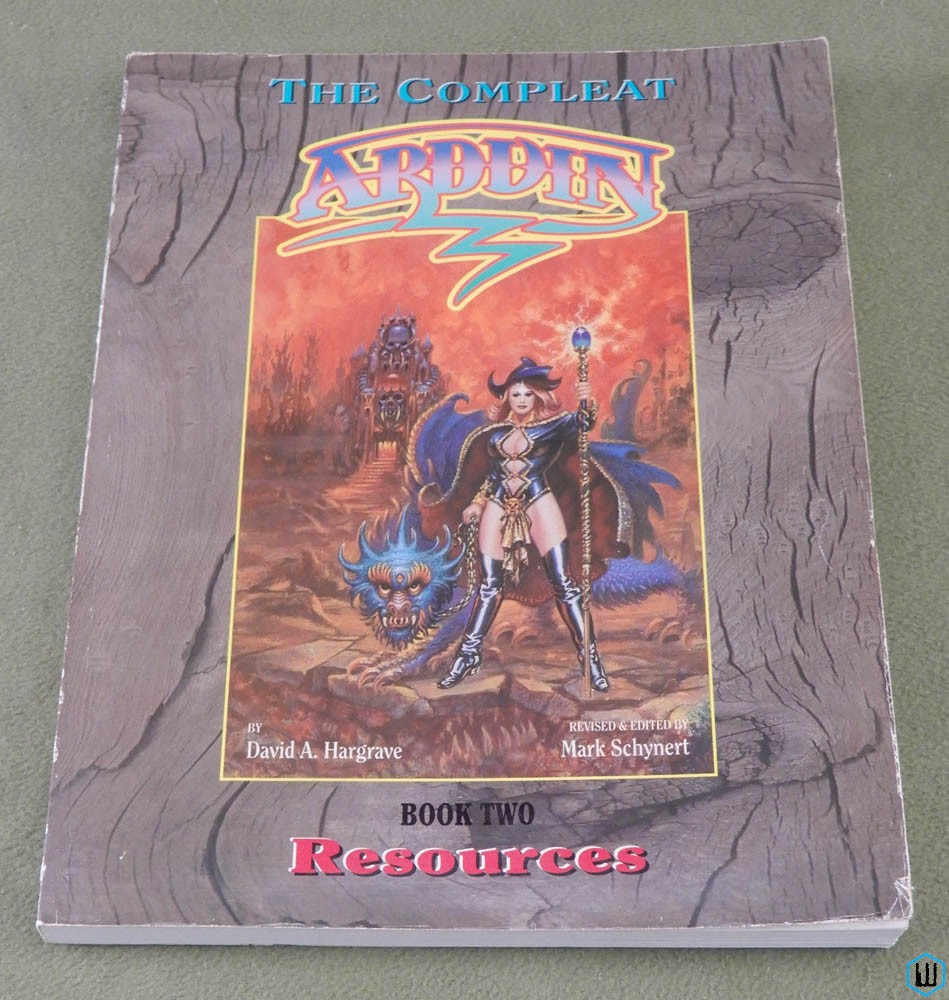 THE COMPLEAT
ARDUIN
BY
David A. Hargrave
REVISED & EDITED BY
Mark Schynert
BOOK TWO
Resources
W